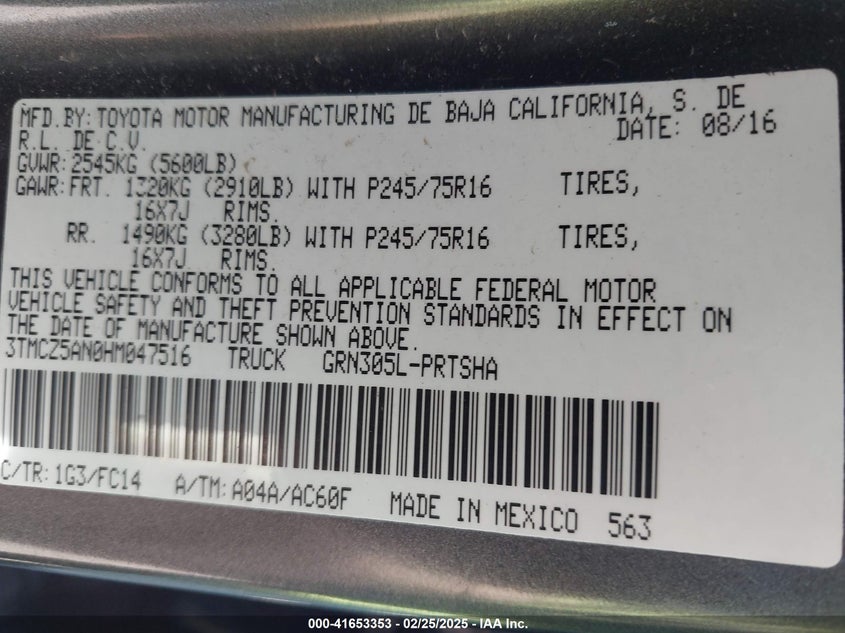 MFD.BY: TOYOTA MOTOR MANUFACTURING DE BAJA CALIFORNIA, S. DE
R.L. DE C.V. DATE: 08/16
GVWR: 2545KG (5600LB)
GAWR: FRT. 1320KG (2910LB) WITH P245/75R16 TIRES,
16X7J RIMS.
RR. 1490KG (3280LB) WITH P245/75R16 TIRES,
16X7J RIMS.
THIS VEHICLE CONFORMS TO ALL APPLICABLE FEDERAL MOTOR
VEHICLE SAFETY AND THEFT PREVENTION STANDARDS IN EFFECT ON
THE DATE OF MANUFACTURE SHOWN ABOVE.
3TMCZ5AN0HM047516 TRUCK GRN305L-PRTSHA
C/TR: 1G3/FC14 A/TM: A04A/AC60F MADE IN MEXICO 563
000-41653353 - 02/25/2025 - IAA Inc.